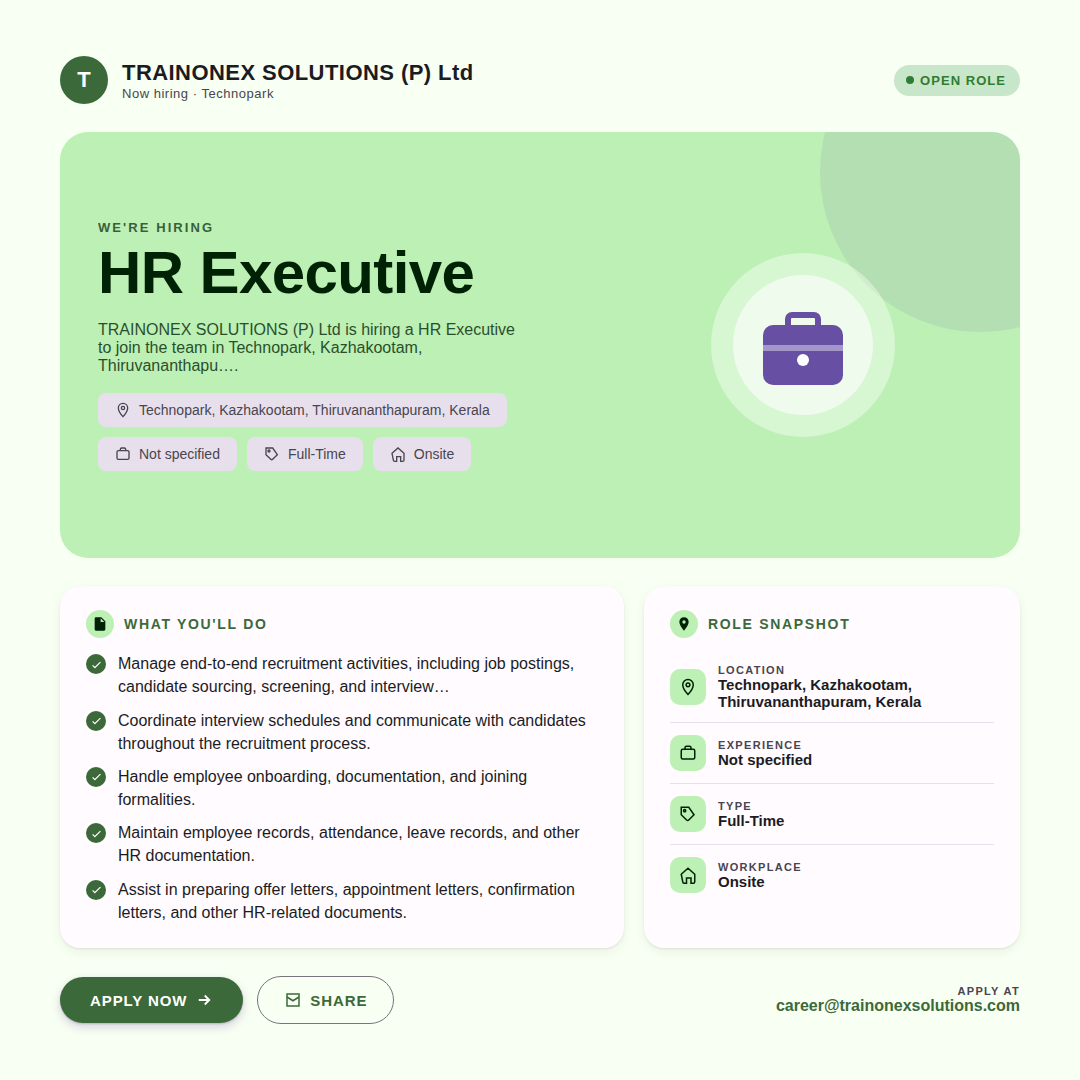 T
TRAINONEX SOLUTIONS (P) Ltd
Now hiring · Technopark
OPEN ROLE
WE'RE HIRING
HR Executive
TRAINONEX SOLUTIONS (P) Ltd is hiring a HR Executive
to join the team in Technopark, Kazhakootam,
Thiruvananthapu….
Technopark, Kazhakootam, Thiruvananthapuram, Kerala
Not specified
Full-Time
Onsite
WHAT YOU'LL DO
Manage end-to-end recruitment activities, including job postings,
candidate sourcing, screening, and interview…
Coordinate interview schedules and communicate with candidates
throughout the recruitment process.
Handle employee onboarding, documentation, and joining
formalities.
Maintain employee records, attendance, leave records, and other
HR documentation.
Assist in preparing offer letters, appointment letters, confirmation
letters, and other HR-related documents.
ROLE SNAPSHOT
LOCATION
Technopark, Kazhakootam,
Thiruvananthapuram, Kerala
EXPERIENCE
Not specified
TYPE
Full-Time
WORKPLACE
Onsite
APPLY NOW
SHARE
APPLY AT
career@trainonexsolutions.com